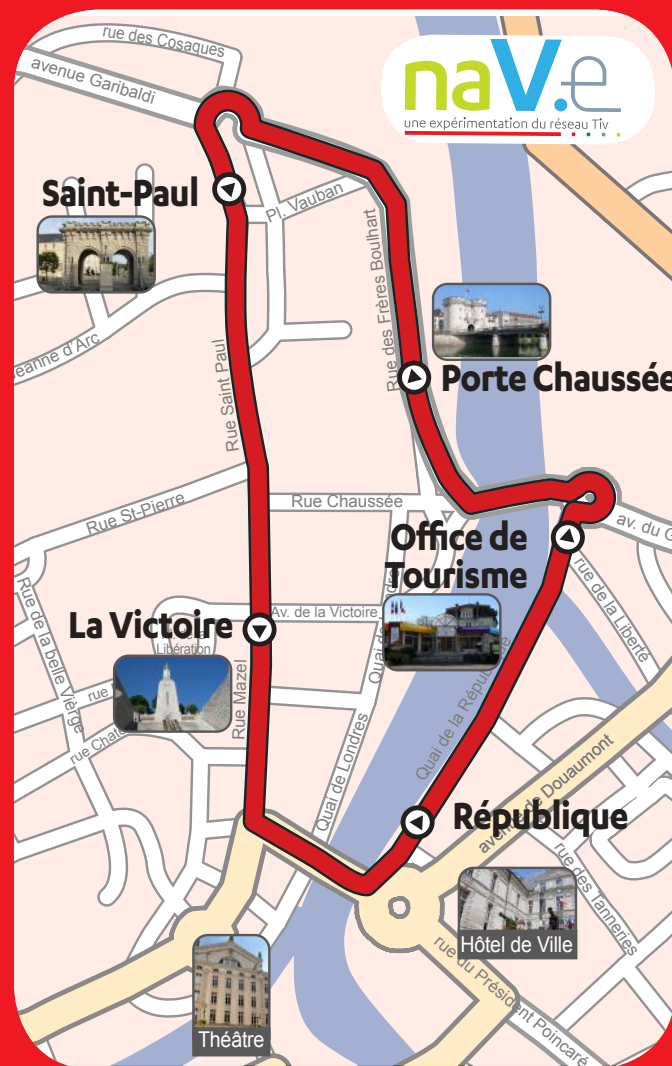 rue des Cosaques
avenue Garibaldi
naV.e
une expérimentation du réseau Tiv
Saint-Paul
Pl. Vauban
Rue des Frères Boulhart
eanne d'Arc
Rue Saint Paul
Porte Chaussée
Rue St-Pierre
Rue Chaussée
av. du G
Office de
Tourisme
rue de la Liberté
Rue de la belle Vierge
La Victoire
Av. de la Victoire
Libération
Rue Mazel
rue
rue Chate
Quai de Londres
Quai de la République
République
avenue de Douaumont
rue des Tanneries
Hôtel de Ville
rue du Président Poincaré
Théâtre